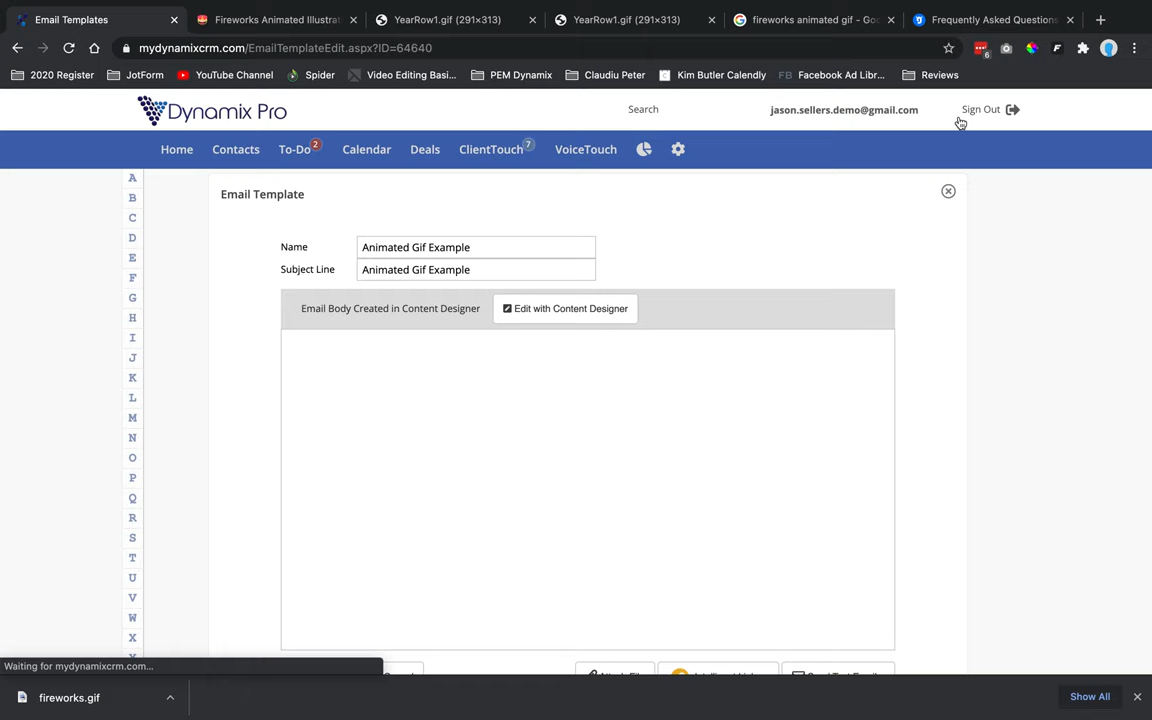 Email Templates
Fireworks Animated Illustrat
YearRow1.gif (291×313)
YearRow1.gif (291×313)
fireworks animated gif - Goo
Frequently Asked Questions
mydynamixcrm.com/EmailTemplateEdit.aspx?ID=64640
6
2020 Register
JotForm
YouTube Channel
Spider
Video Editing Basi...
PEM Dynamix
Claudiu Peter
Kim Butler Calendly
FB Facebook Ad Libr...
Reviews
Dynamix Pro
Search
jason.sellers.demo@gmail.com
Sign Out
Home
Contacts
To-Do 2
Calendar
Deals
ClientTouch 7
VoiceTouch
A
B
C
D
E
F
G
H
I
J
K
L
M
N
O
P
Q
R
S
T
U
V
W
X
Email Template
Name
Animated Gif Example
Subject Line
Animated Gif Example
Email Body Created in Content Designer
Edit with Content Designer
Waiting for mydynamixcrm.com...
fireworks.gif
Show All